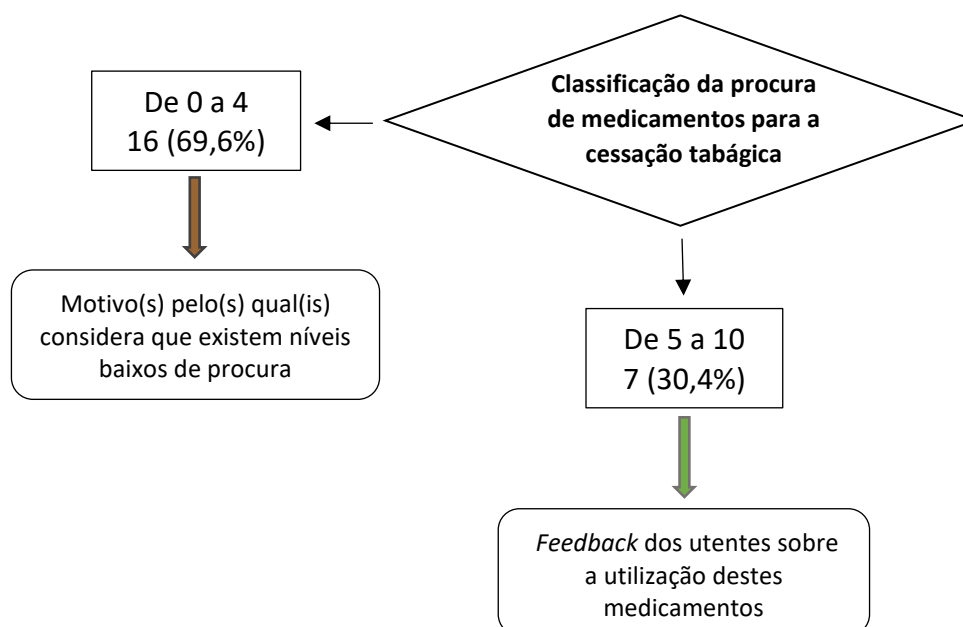 Classificação da procura
de medicamentos para a
cessação tabágica
De 0 a 4
16 (69,6%)
Motivo(s) pelo(s) qual(is)
considera que existem níveis
baixos de procura
De 5 a 10
7 (30,4%)
Feedback dos utentes sobre
a utilização destes
medicamentos